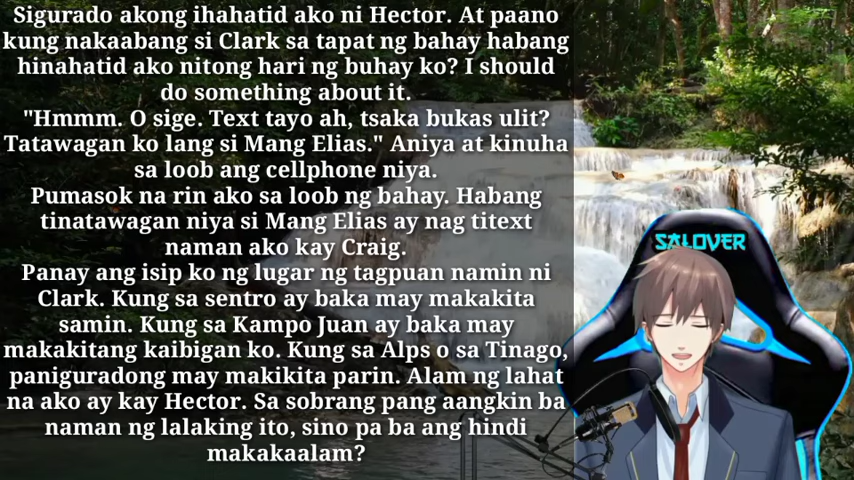 Sigurado akong ihahatid ako ni Hector. At paano
kung nakaabang si Clark sa tapat ng bahay habang
hinahatid ako nitong hari ng buhay ko? I should
do something about it.
"Hmmm. O sige. Text tayo ah, tsaka bukas ulit?
Tatawagan ko lang si Mang Elias." Aniya at kinuha
sa loob ang cellphone niya.
Pumasok na rin ako sa loob ng bahay. Habang
tinatawagan niya si Mang Elias ay nag titext
naman ako kay Craig.
Panay ang isip ko ng lugar ng tagpuan namin ni
Clark. Kung sa sentro ay baka may makakita
samin. Kung sa Kampo Juan ay baka may
makakitang kaibigan ko. Kung sa Alps o sa Tinago,
paniguradong may makikita parin. Alam ng lahat
na ako ay kay Hector. Sa sobrang pang aangkin ba
naman ng lalaking ito, sino pa ba ang hindi
makakaalam?
SALOVER